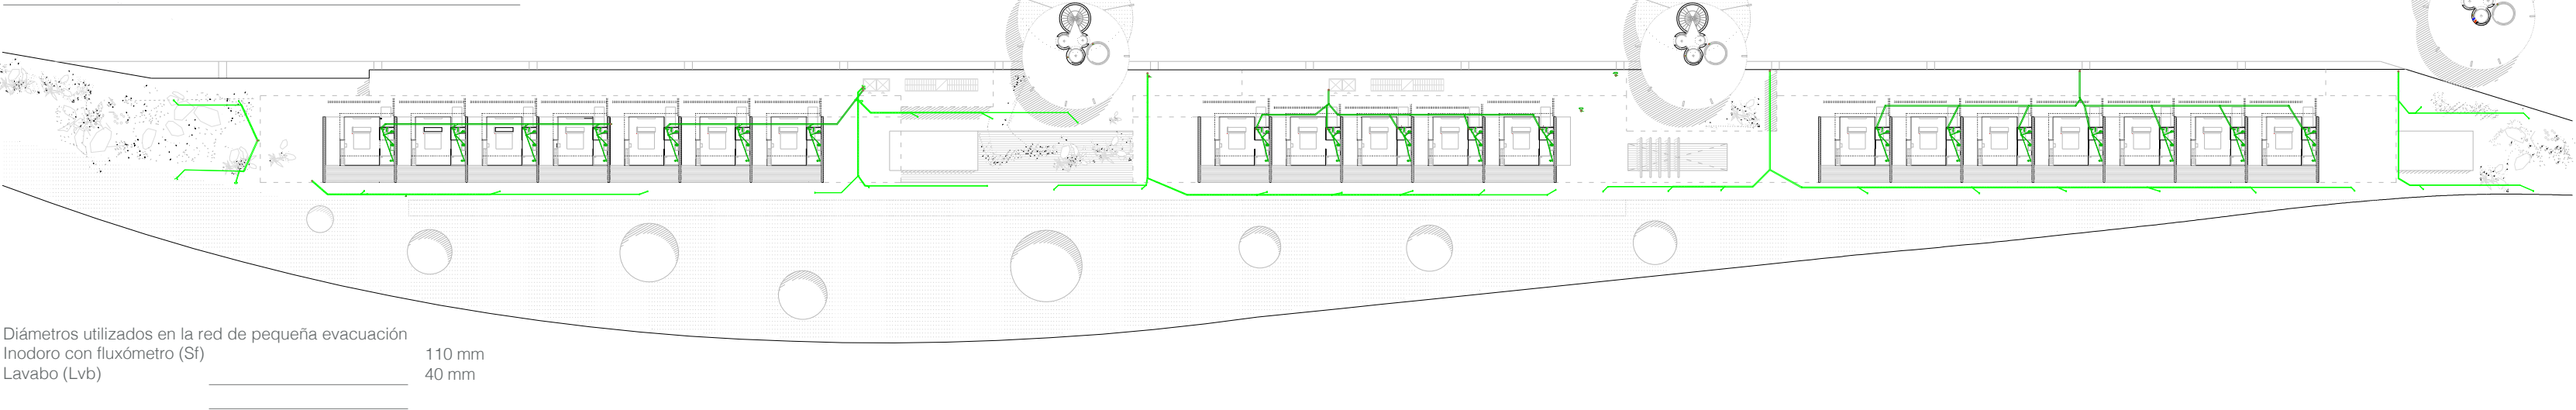 Diámetros utilizados en la red de pequeña evacuación
Inodoro con fluxómetro (Sf) 110 mm
Lavabo (Lvb) 40 mm